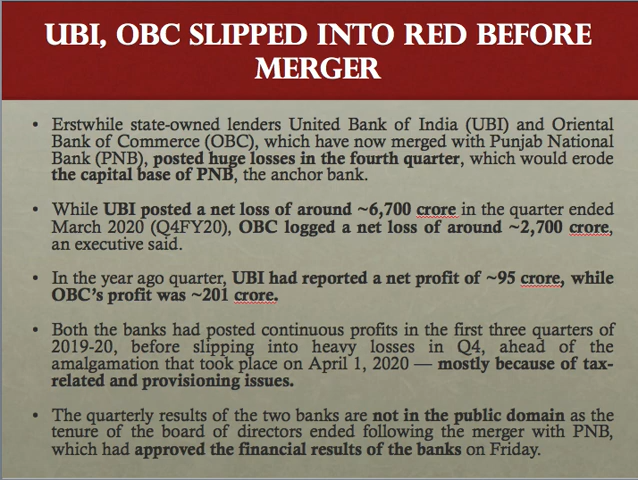 UBI, OBC SLIPPED INTO RED BEFORE
MERGER
• Erstwhile state-owned lenders United Bank of India (UBI) and Oriental
Bank of Commerce (OBC), which have now merged with Punjab National
Bank (PNB), posted huge losses in the fourth quarter, which would erode
the capital base of PNB, the anchor bank.
• While UBI posted a net loss of around ~6,700 crore in the quarter ended
March 2020 (Q4FY20), OBC logged a net loss of around ~2,700 crore,
an executive said.
• In the year ago quarter, UBI had reported a net profit of ~95 crore, while
OBC's profit was ~201 crore.
• Both the banks had posted continuous profits in the first three quarters of
2019-20, before slipping into heavy losses in Q4, ahead of the
amalgamation that took place on April 1, 2020 — mostly because of tax-
related and provisioning issues.
• The quarterly results of the two banks are not in the public domain as the
tenure of the board of directors ended following the merger with PNB,
which had approved the financial results of the banks on Friday.